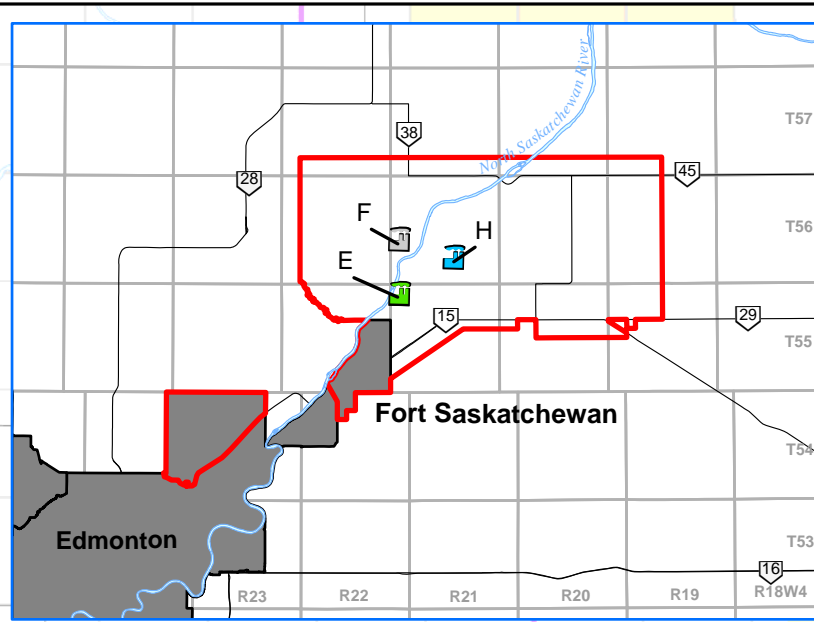 T57
38
North Saskatchewan River
28
45
F
H
T56
E
15
29
T55
Fort Saskatchewan
T54
Edmonton
T53
16
R23
R22
R21
R20
R19
R18W4